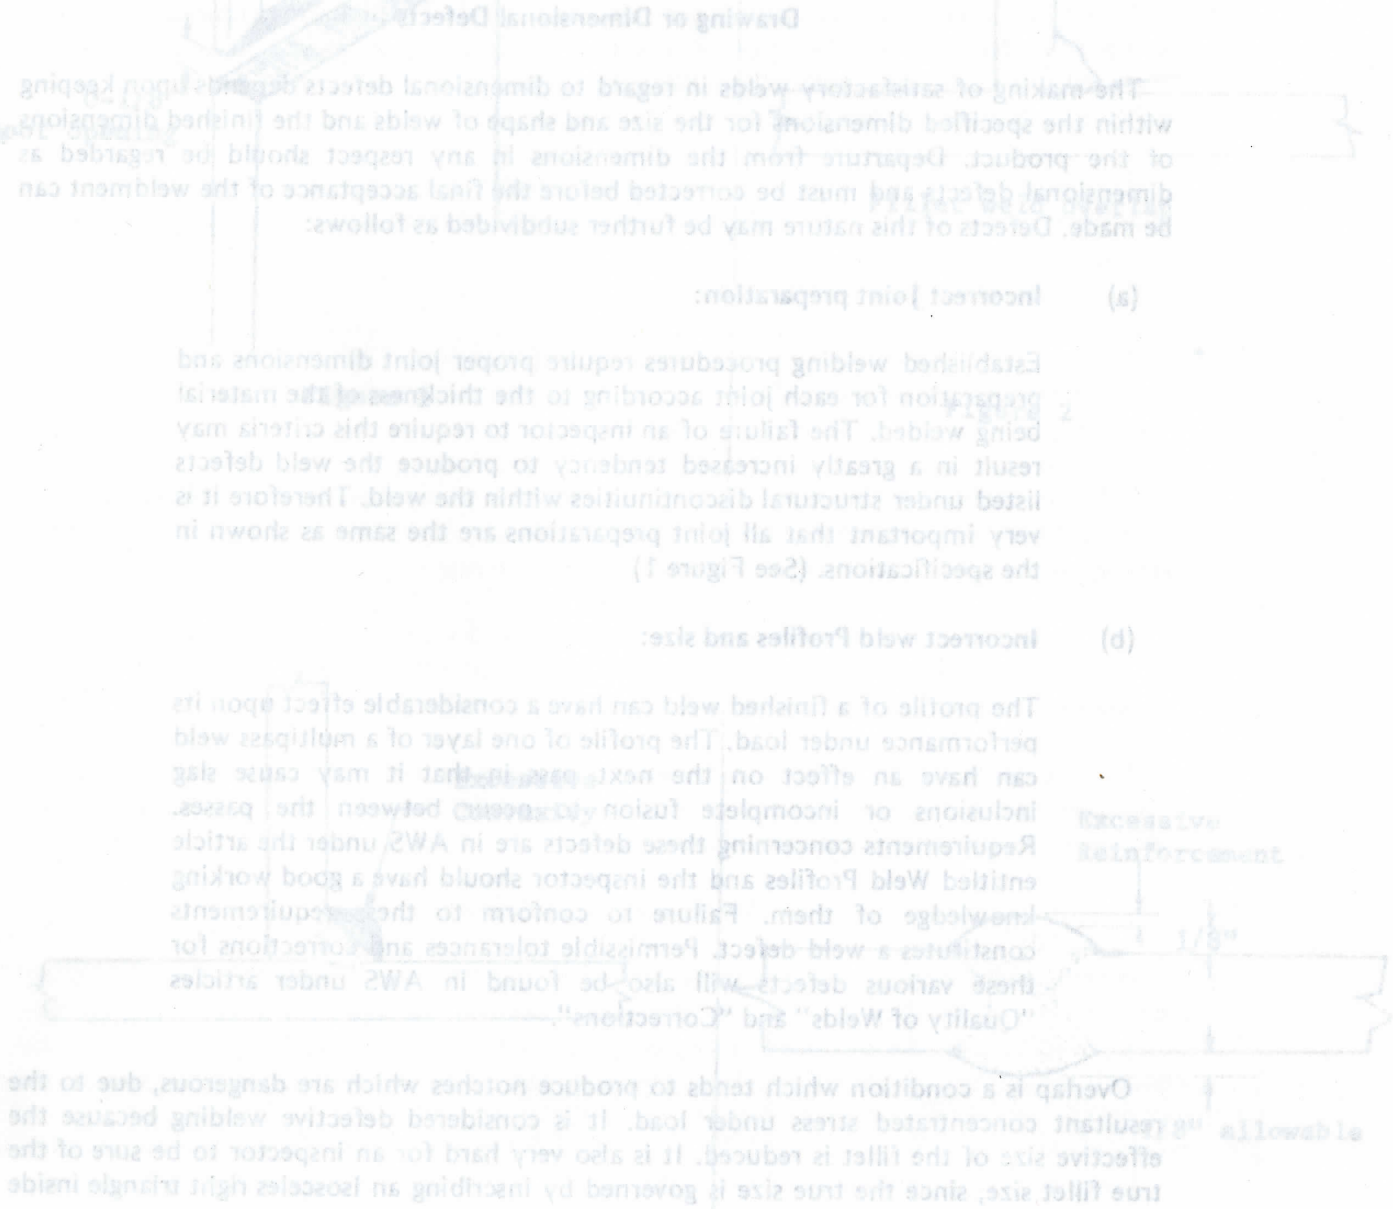 Drawing or Dimensional Defects
The making of satisfactory welds in regard to dimensional defects depends upon keeping
within the specified dimensions for the size and shape of welds and the finished dimensions
of the product. Departure from the dimensions in any respect should be regarded as
dimensional defects and must be corrected before the final acceptance of the weldment can
be made. Defects of this nature may be further subdivided as follows:
(a) Incorrect joint preparation:
Established welding procedures require proper joint dimensions and
preparation for each joint according to the thickness of the material
being welded. The failure of an inspector to require this criteria may
result in a greatly increased tendency to produce the weld defects
listed under structural discontinuities within the weld. Therefore it is
very important that all joint preparations are the same as shown in
the specifications. (See Figure 1)
(b) Incorrect weld Profiles and size:
The profile of a finished weld can have a considerable effect upon its
performance under load. The profile of one layer of a multipass weld
can have an effect on the next pass in that it may cause slag
inclusions or incomplete fusion to occur between the passes.
Requirements concerning these defects are in AWS under the article
entitled Weld Profiles and the inspector should have a good working
knowledge of them. Failure to conform to these requirements
constitutes a weld defect. Permissible tolerances and corrections for
these various defects will also be found in AWS under articles
"Quality of Welds" and "Corrections".
Overlap is a condition which tends to produce notches which are dangerous, due to the
resultant concentrated stress under load. It is considered defective welding because the
effective size of the fillet is reduced. It is also very hard for an inspector to be sure of the
true fillet size, since the true size is governed by inscribing an isosceles right triangle inside
Fillet weld overlap
Figure 2
Excessive
Convexity
Excessive
Reinforcement
1/8"
1/8" allowable